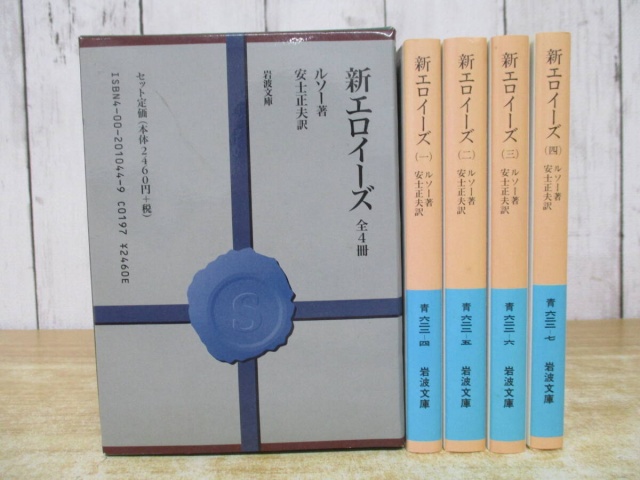 新エロイーズ 全4冊
ルソー著
安士正夫訳
岩波文庫
セット定価(本体2460円+税)
ISBN4-00-201044-9 C0197 ¥2460E
S
新エロイーズ(一)
ルソー著
安士正夫訳
青六二三-四
岩波文庫
新エロイーズ(二)
ルソー著
安士正夫訳
青六二三-五
岩波文庫
新エロイーズ(三)
ルソー著
安士正夫訳
青六二三-六
岩波文庫
新エロイーズ(四)
ルソー著
安士正夫訳
青六二三-七
岩波文庫